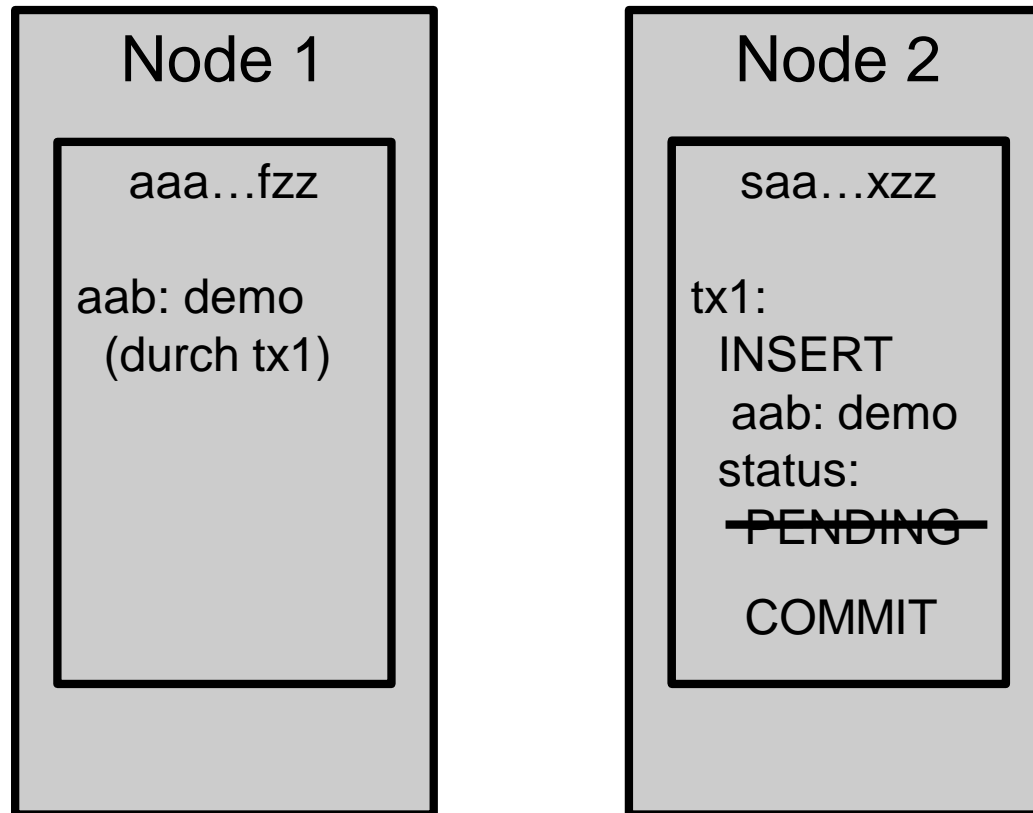 Node 1
aaa…fzz
aab: demo
(durch tx1)
Node 2
saa…xzz
tx1:
INSERT
aab: demo
status:
PENDING
COMMIT